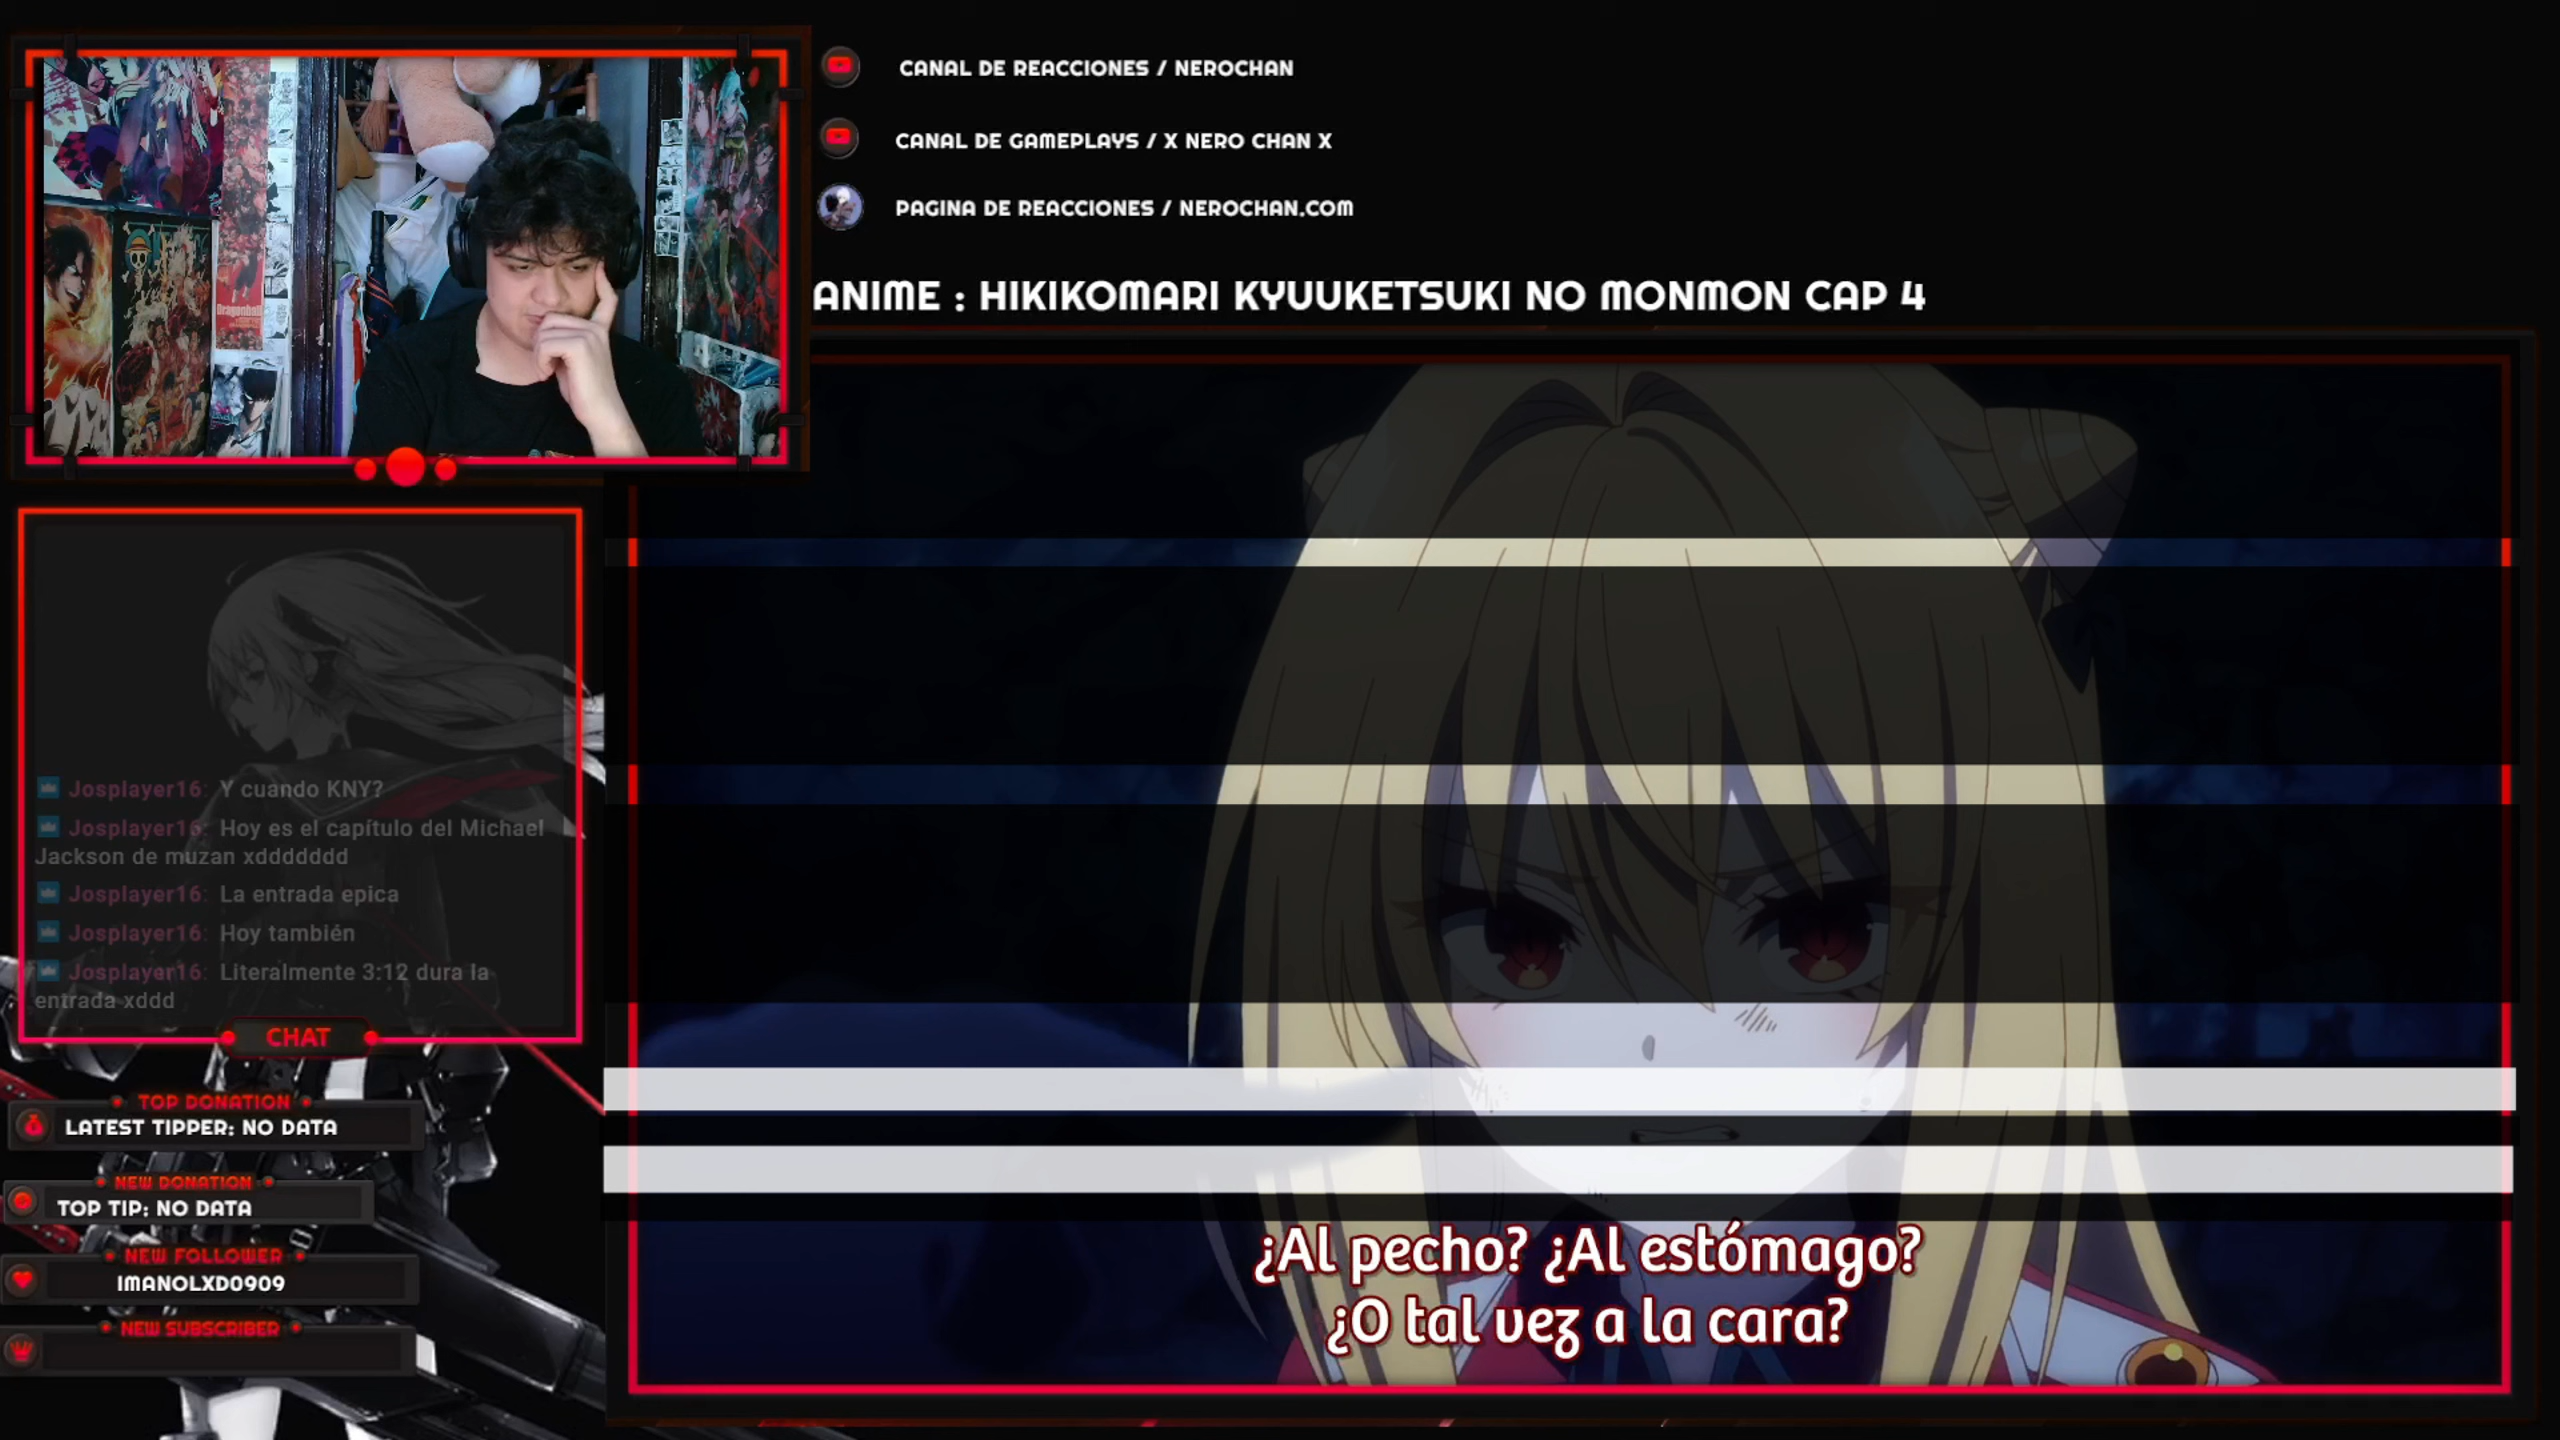 CANAL DE REACCIONES / NEROCHAN
CANAL DE GAMEPLAYS / X NERO CHAN X
PAGINA DE REACCIONES / NEROCHAN.COM
ANIME : HIKIKOMARI KYUUKETSUKI NO MONMON CAP 4
Josplayer16: Y cuando KNY?
Josplayer16: Hoy es el capítulo del Michael
Jackson de muzan xddddddd
Josplayer16: La entrada epica
Josplayer16: Hoy también
Josplayer16: Literalmente 3:12 dura la
entrada xddd
CHAT
TOP DONATION
LATEST TIPPER: NO DATA
NEW DONATION
TOP TIP: NO DATA
NEW FOLLOWER
IMANOLXD0909
NEW SUBSCRIBER
¿Al pecho? ¿Al estómago?
¿O tal vez a la cara?